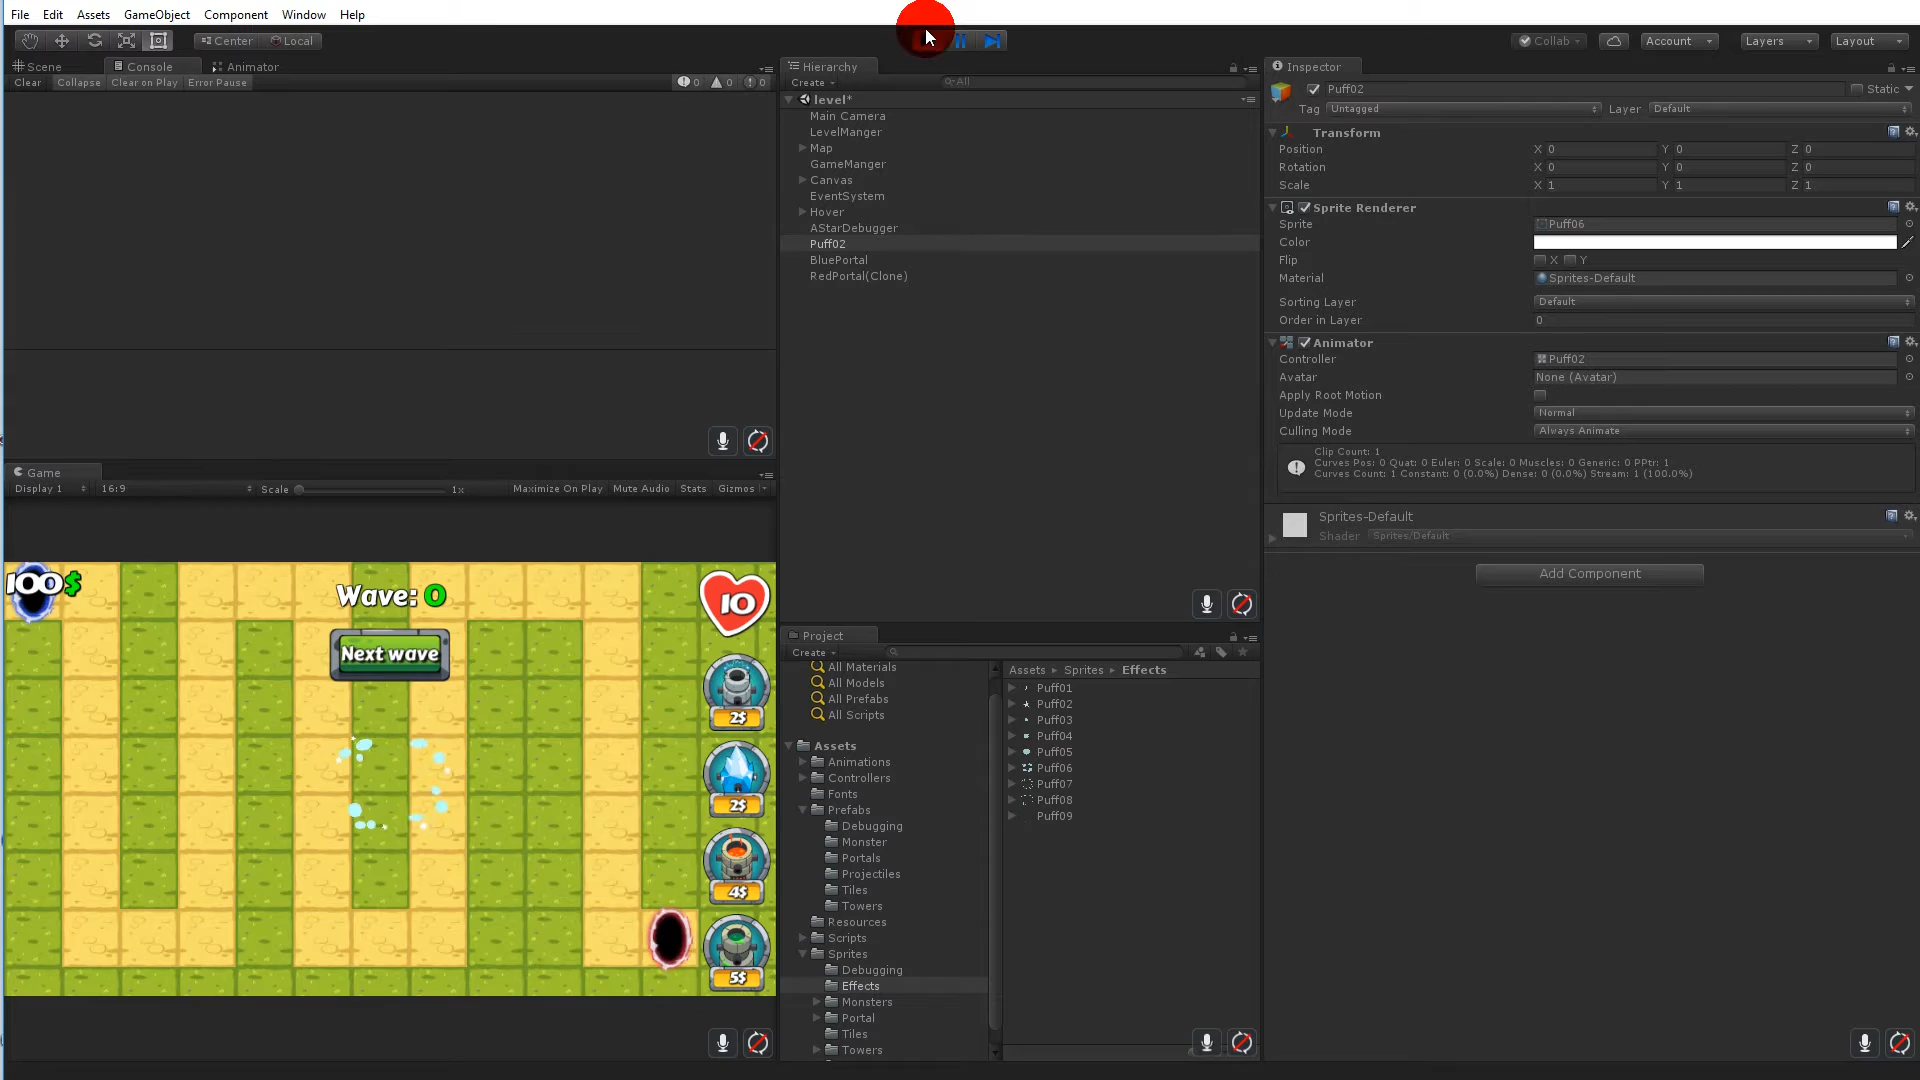 File Edit Assets GameObject Component Window Help
Center Local
Collab Account Layers Layout
Scene Console Animator
Clear Collapse Clear on Play Error Pause 0 0 0
Hierarchy
Create All
level*
Main Camera
LevelManger
Map
GameManger
Canvas
EventSystem
Hover
AStarDebugger
Puff02
BluePortal
RedPortal(Clone)
Inspector
Puff02 Static
Tag Untagged Layer Default
Transform
Position X 0 Y 0 Z 0
Rotation X 0 Y 0 Z 0
Scale X 1 Y 1 Z 1
Sprite Renderer
Sprite Puff06
Color
Flip X Y
Material Sprites-Default
Sorting Layer Default
Order in Layer 0
Animator
Controller Puff02
Avatar None (Avatar)
Apply Root Motion
Update Mode Normal
Culling Mode Always Animate
Clip Count: 1
Curves Pos: 0 Quat: 0 Euler: 0 Scale: 0 Muscles: 0 Generic: 0 PPtr: 1
Curves Count: 1 Constant: 0 (0.0%) Dense: 0 (0.0%) Stream: 1 (100.0%)
Sprites-Default
Shader Sprites/Default
Add Component
Game
Display 1 16:9 Scale 1x Maximize On Play Mute Audio Stats Gizmos
100$
Wave: 0
Next wave
10
2$
2$
4$
5$
Project
Create
All Materials
All Models
All Prefabs
All Scripts
Assets
Animations
Controllers
Fonts
Prefabs
Debugging
Monster
Portals
Projectiles
Tiles
Towers
Resources
Scripts
Sprites
Debugging
Effects
Monsters
Portal
Tiles
Towers
Assets Sprites Effects
Puff01
Puff02
Puff03
Puff04
Puff05
Puff06
Puff07
Puff08
Puff09